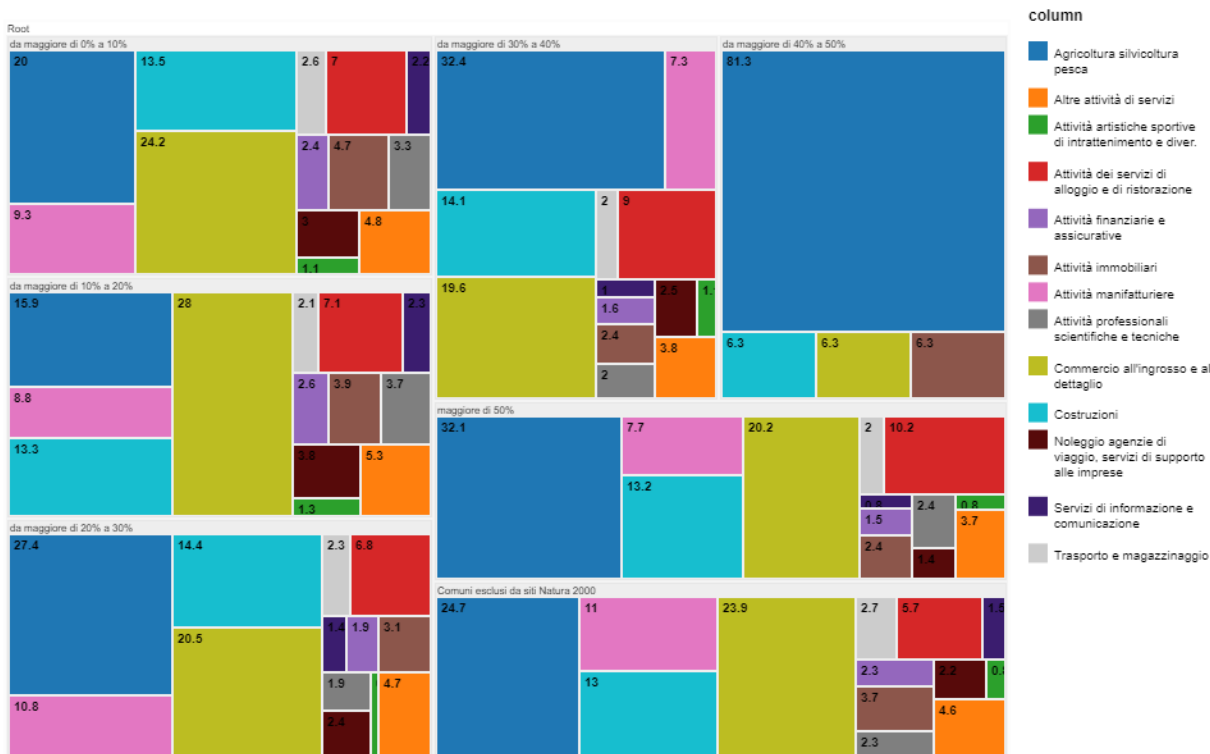 Root
da maggiore di 0% a 10%
20
13.5
2.6
7
2.2
24.2
2.4
4.7
3.3
9.3
3
4.8
1.1
da maggiore di 10% a 20%
15.9
28
2.1
7.1
2.3
8.8
2.6
3.9
3.7
13.3
3.8
5.3
1.3
da maggiore di 20% a 30%
27.4
14.4
2.3
6.8
20.5
1.4
1.9
3.1
10.8
1.9
4.7
2.4
da maggiore di 30% a 40%
32.4
7.3
14.1
2
9
19.6
1
2.5
1.6
2.4
3.8
2
da maggiore di 40% a 50%
81.3
6.3
6.3
6.3
maggiore di 50%
32.1
7.7
20.2
2
10.2
13.2
0.8
2.4
0.8
1.5
3.7
2.4
1.4
Comuni esclusi da siti Natura 2000
24.7
11
23.9
2.7
5.7
1.5
13
2.3
2.2
3.7
4.6
2.3
column
Agricoltura silvicoltura
pesca
Altre attività di servizi
Attività artistiche sportive
di intrattenimento e diver.
Attività dei servizi di
alloggio e di ristorazione
Attività finanziarie e
assicurative
Attività immobiliari
Attività manifatturiere
Attività professionali
scientifiche e tecniche
Commercio all'ingrosso e al
dettaglio
Costruzioni
Noleggio agenzie di
viaggio, servizi di supporto
alle imprese
Servizi di informazione e
comunicazione
Trasporto e magazzinaggio